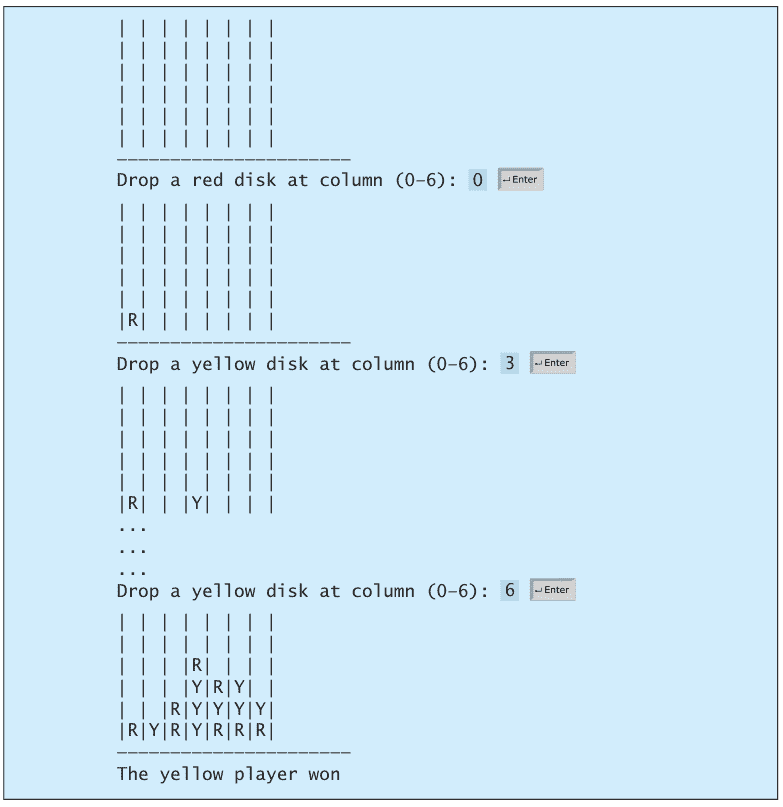 | | | | | | | |
| | | | | | | |
| | | | | | | |
| | | | | | | |
| | | | | | | |
| | | | | | | |
——————————————————————
Drop a red disk at column (0–6): 0 ↵Enter
| | | | | | | |
| | | | | | | |
| | | | | | | |
| | | | | | | |
| | | | | | | |
|R| | | | | | |
——————————————————————
Drop a yellow disk at column (0–6): 3 ↵Enter
| | | | | | | |
| | | | | | | |
| | | | | | | |
| | | | | | | |
| | | | | | | |
|R| | |Y| | | |
...
...
...
Drop a yellow disk at column (0–6): 6 ↵Enter
| | | | | | | |
| | | | | | | |
| | | |R| | | |
| | | |Y|R|Y| |
| | |R|Y|Y|Y|Y|
|R|Y|R|Y|R|R|R|
——————————————————————
The yellow player won